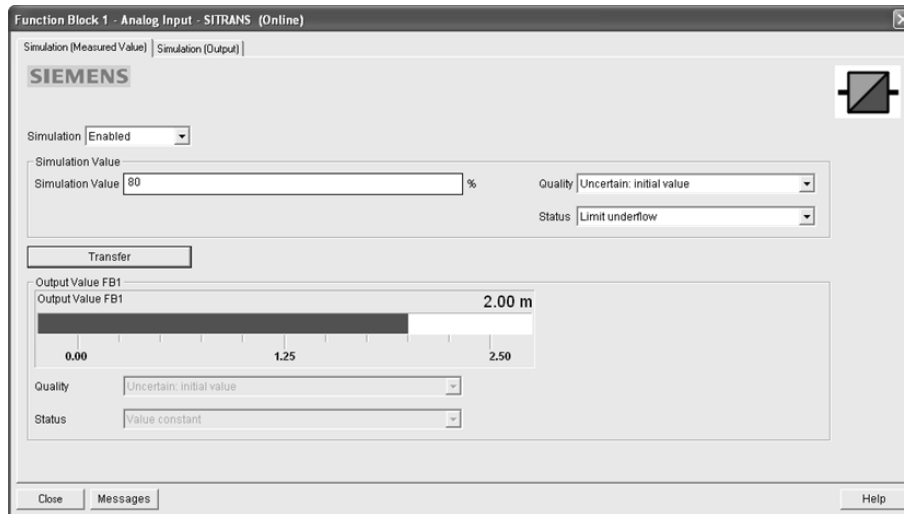 Function Block 1 - Analog Input - SITRANS (Online)
Simulation (Measured Value) Simulation (Output)
SIEMENS
Simulation Enabled
Simulation Value
Simulation Value 80 % Quality Uncertain: initial value
Status Limit underflow
Transfer
Output Value FB1
Output Value FB1 2.00 m
0.00 1.25 2.50
Quality Uncertain: initial value
Status Value constant
Close Messages Help